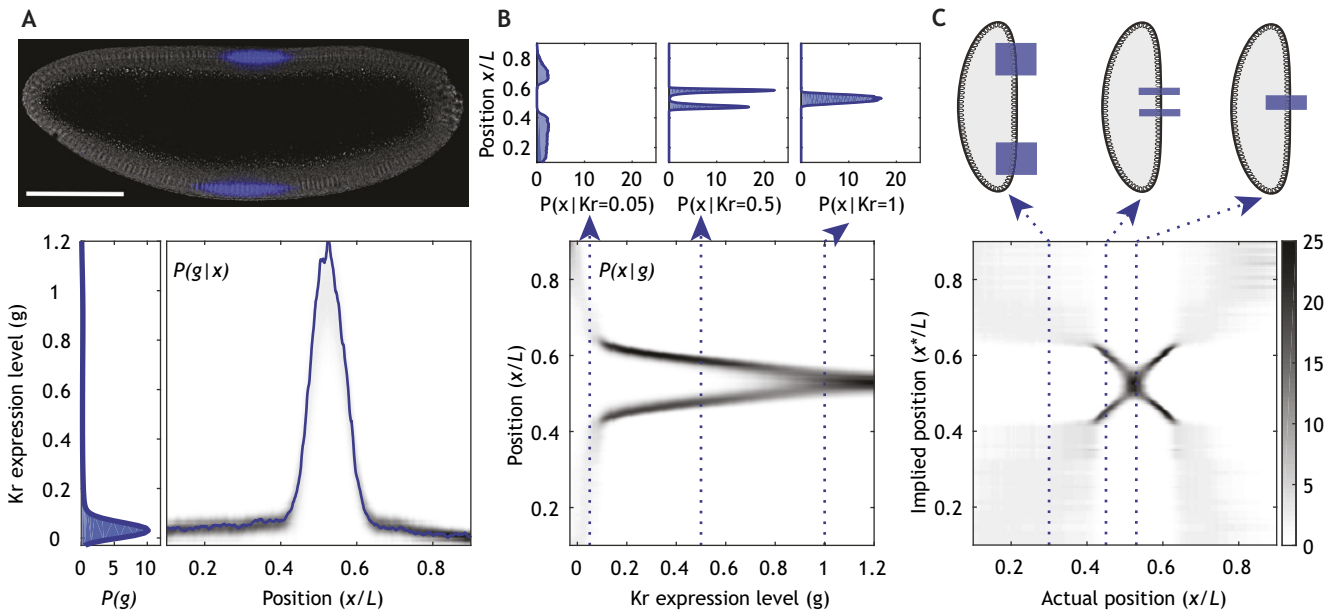 A
B
C
Position x/L
0.8
0.6
0.4
0.2
0 10 20
0 10 20
0 10 20
P(x|Kr=0.05)
P(x|Kr=0.5)
P(x|Kr=1)
Kr expression level (g)
1.2
1
0.8
0.6
0.4
0.2
0
0 5 10
P(g)
P(g|x)
0.2 0.4 0.6 0.8
Position (x/L)
P(x|g)
Position (x/L)
0.8
0.6
0.4
0.2
0 0.2 0.4 0.6 0.8 1 1.2
Kr expression level (g)
Implied position (x*/L)
0.8
0.6
0.4
0.2
0.2 0.4 0.6 0.8
Actual position (x/L)
25
20
15
10
5
0